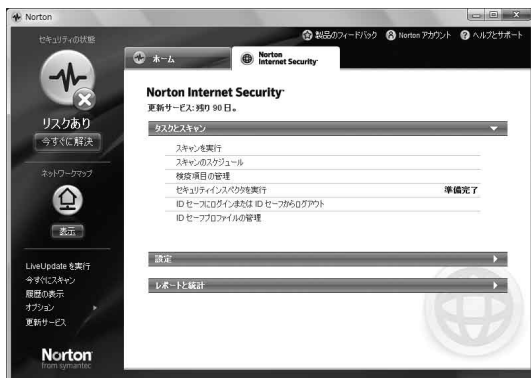 Norton
製品のフィードバック Norton アカウント ヘルプとサポート
セキュリティの状態
ホーム
Norton
Internet Security
Norton Internet Security
更新サービス: 残り 90 日。
リスクあり
今すぐに解決
タスクとスキャン
スキャンを実行
スキャンのスケジュール
検疫項目の管理
セキュリティインスペクタを実行 準備完了
ID セーフにログインまたは ID セーフからログアウト
ID セーフプロファイルの管理
ネットワークマップ
表示
設定
レポートと統計
LiveUpdate を実行
今すぐにスキャン
履歴の表示
オプション
更新サービス
Norton
from symantec